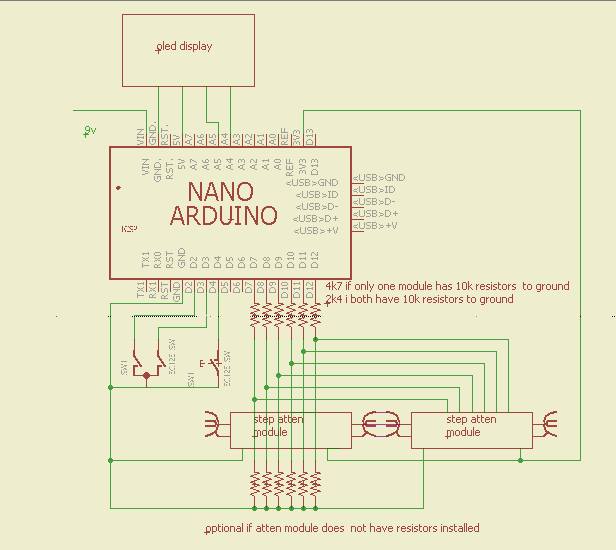 oled display
9v
VIN GND. RST. 5V A7 A6 A5 A4 A3 A2 A1 A0 REF 3V3 D13
VIN GND. RST. 5V A7 A6 A5 A4 A3 A2 A1 A0 REF 3V3 D13
<USB>GND
<USB>ID
<USB>D-
<USB>D+
<USB>+V
<USB>GND
<USB>ID
<USB>D-
<USB>D+
<USB>+V
NANO
ARDUINO
ICSP
TX1 RX0 RST GND D2 D3 D4 D5 D6 D7 D8 D9 D10 D11 D12
TX1 RX1 RST GND D2 D3 D4 D5 D6 D7 D8 D9 D10 D11 D12
4k7 if only one module has 10k resistors to ground
2k4 i both have 10k resistors to ground
SW1
EC12E_SW
SW1
EC12E_SW
step atten
module
step atten
module
optional if atten module does not have resistors installed